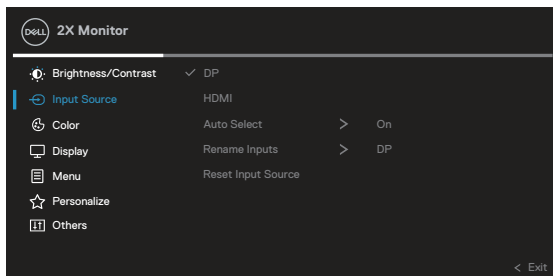 DELL 2X Monitor
Brightness/Contrast DP
Input Source HDMI
Color Auto Select > On
Display Rename Inputs > DP
Menu Reset Input Source
Personalize
Others
< Exit